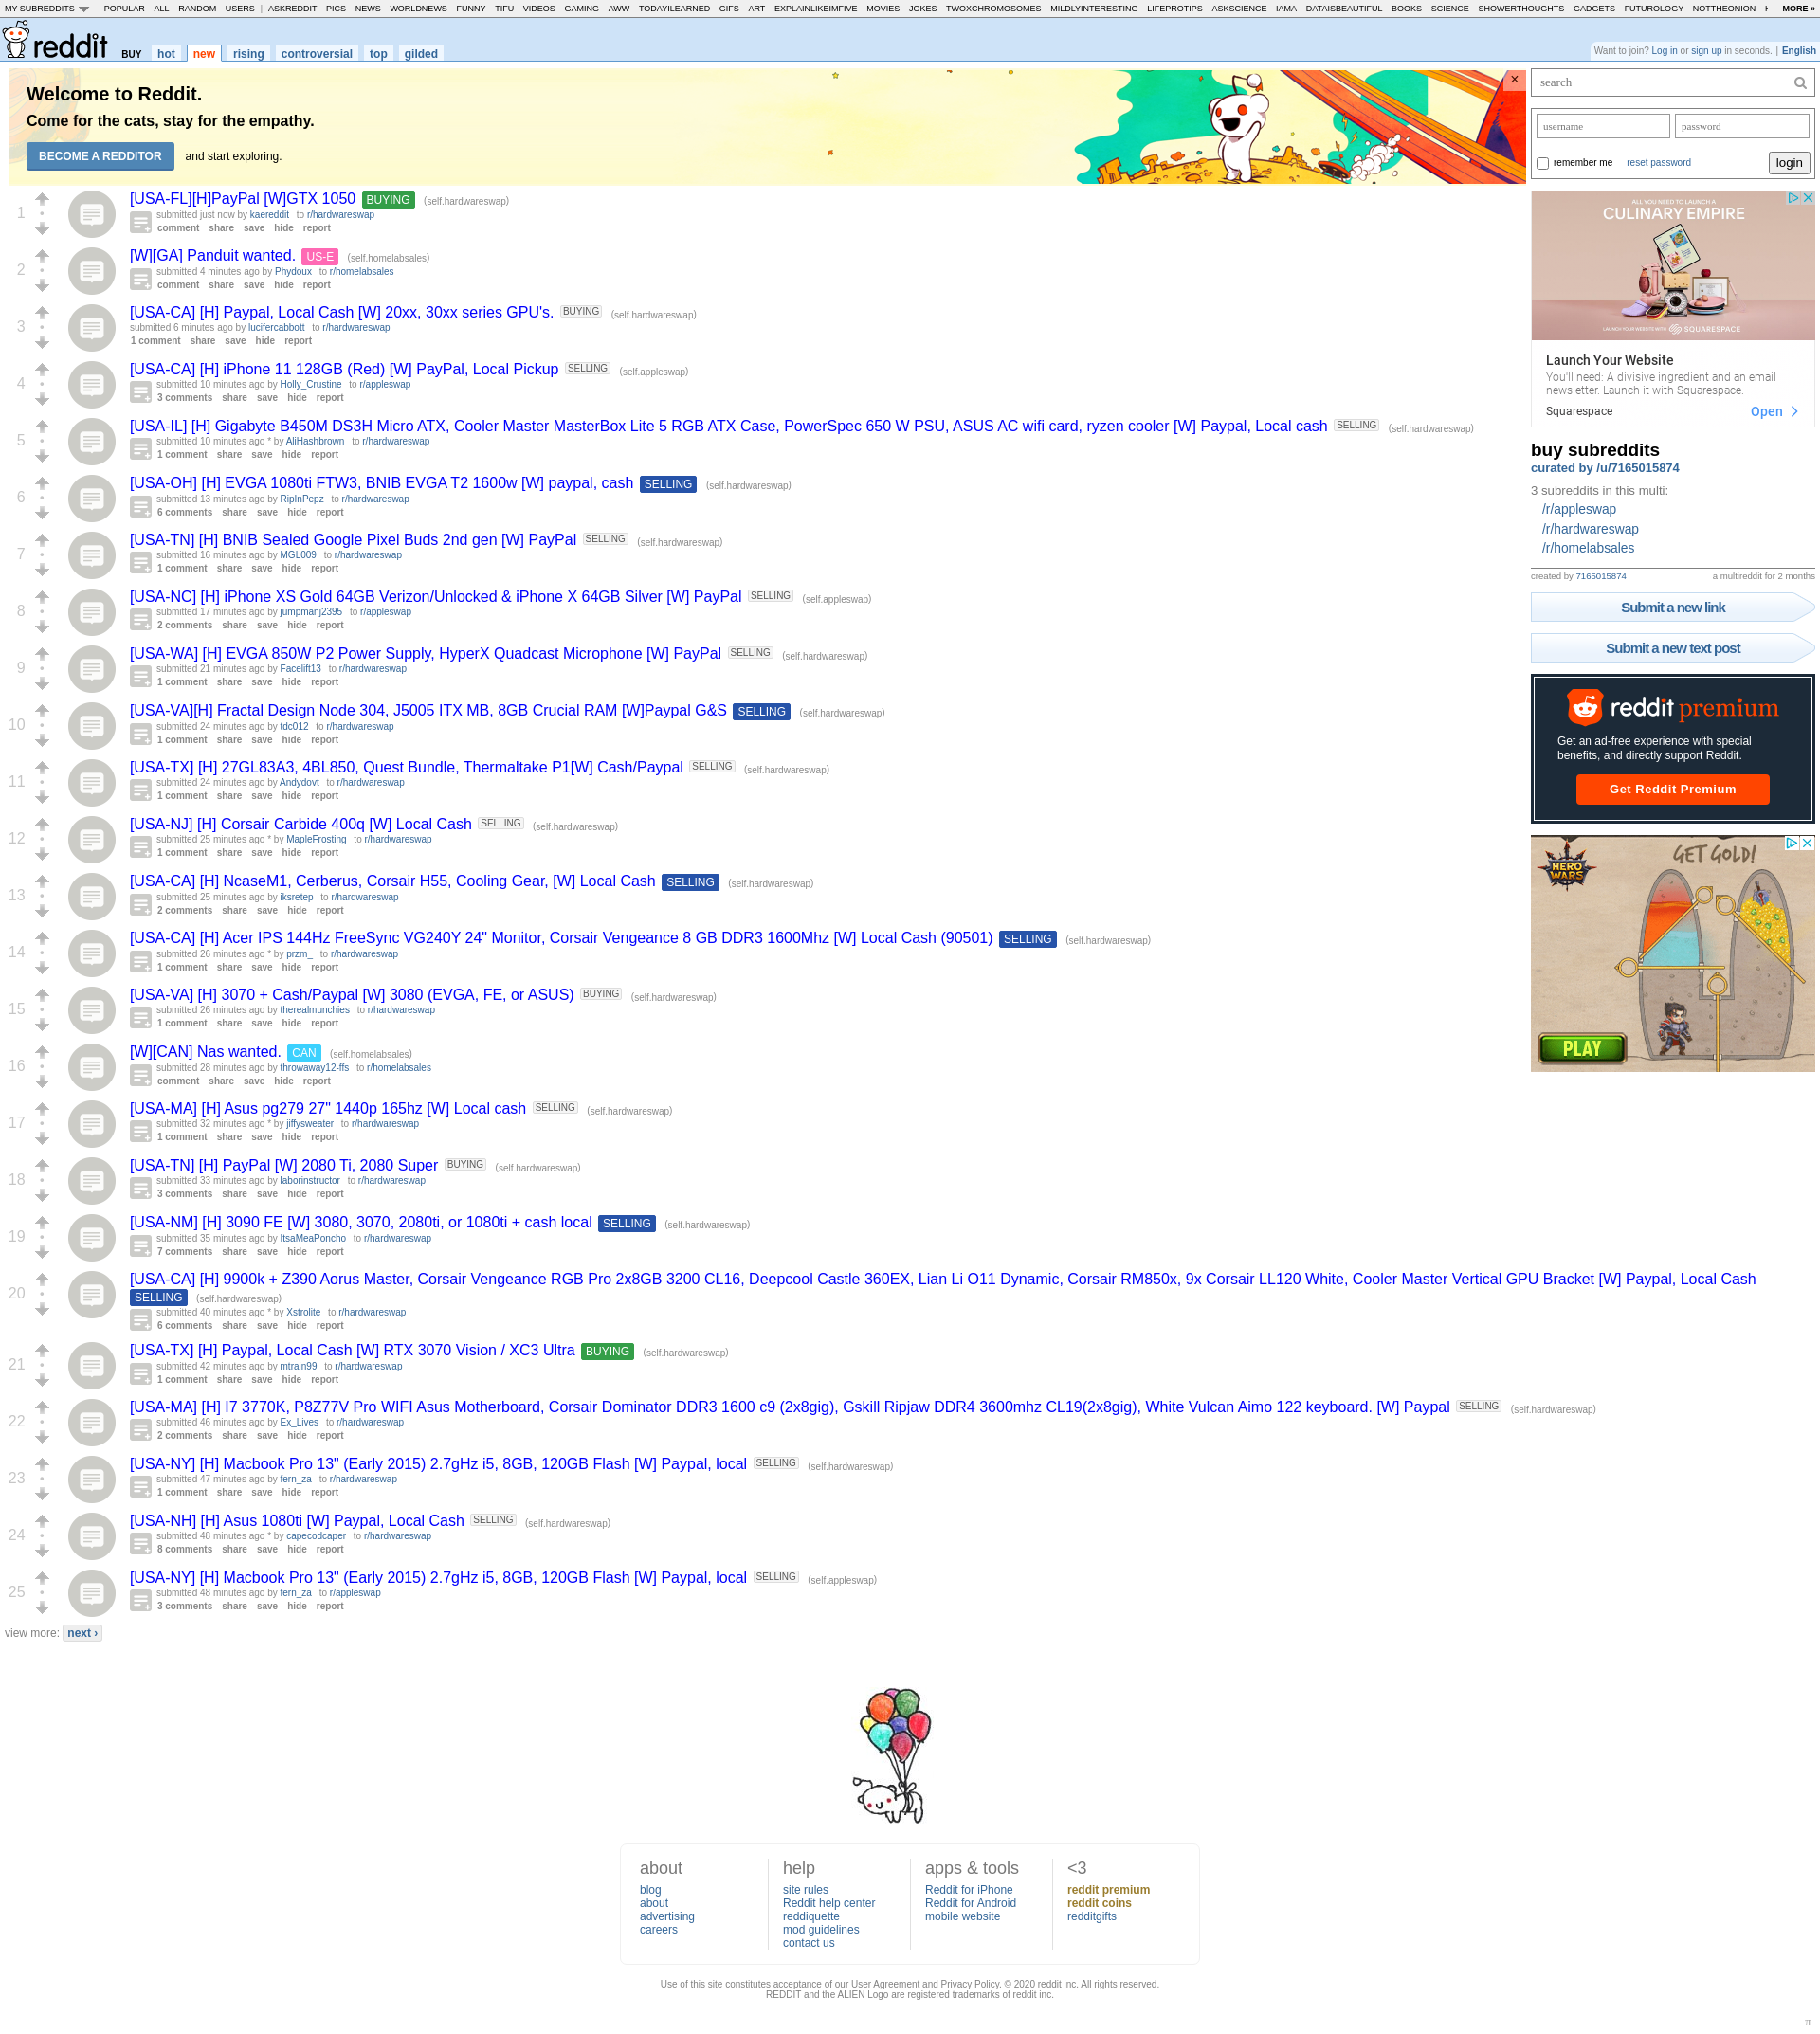 MY SUBREDDITS POPULAR - ALL - RANDOM - USERS | ASKREDDIT - PICS - NEWS - WORLDNEWS - FUNNY - TIFU - VIDEOS - GAMING - AWW - TODAYILEARNED - GIFS - ART - EXPLAINLIKEIMFIVE - MOVIES - JOKES - TWOXCHROMOSOMES - MILDLYINTERESTING - LIFEPROTIPS - ASKSCIENCE - IAMA - DATAISBEAUTIFUL - BOOKS - SCIENCE - SHOWERTHOUGHTS - GADGETS - FUTUROLOGY - NOTTHEONION - MORE »
reddit BUY hot new rising controversial top gilded
Want to join? Log in or sign up in seconds. | English
Welcome to Reddit.
Come for the cats, stay for the empathy.
BECOME A REDDITOR and start exploring.
×
1
[USA-FL][H]PayPal [W]GTX 1050 BUYING (self.hardwareswap)
submitted just now by kaereddit to r/hardwareswap
comment share save hide report
2
[W][GA] Panduit wanted. US-E (self.homelabsales)
submitted 4 minutes ago by Phydoux to r/homelabsales
comment share save hide report
3
[USA-CA] [H] Paypal, Local Cash [W] 20xx, 30xx series GPU's. BUYING (self.hardwareswap)
submitted 6 minutes ago by lucifercabbott to r/hardwareswap
1 comment share save hide report
4
[USA-CA] [H] iPhone 11 128GB (Red) [W] PayPal, Local Pickup SELLING (self.appleswap)
submitted 10 minutes ago by Holly_Crustine to r/appleswap
3 comments share save hide report
5
[USA-IL] [H] Gigabyte B450M DS3H Micro ATX, Cooler Master MasterBox Lite 5 RGB ATX Case, PowerSpec 650 W PSU, ASUS AC wifi card, ryzen cooler [W] Paypal, Local cash SELLING (self.hardwareswap)
submitted 10 minutes ago * by AliHashbrown to r/hardwareswap
1 comment share save hide report
6
[USA-OH] [H] EVGA 1080ti FTW3, BNIB EVGA T2 1600w [W] paypal, cash SELLING (self.hardwareswap)
submitted 13 minutes ago by RipInPepz to r/hardwareswap
6 comments share save hide report
7
[USA-TN] [H] BNIB Sealed Google Pixel Buds 2nd gen [W] PayPal SELLING (self.hardwareswap)
submitted 16 minutes ago by MGL009 to r/hardwareswap
1 comment share save hide report
8
[USA-NC] [H] iPhone XS Gold 64GB Verizon/Unlocked & iPhone X 64GB Silver [W] PayPal SELLING (self.appleswap)
submitted 17 minutes ago by jumpmanj2395 to r/appleswap
2 comments share save hide report
9
[USA-WA] [H] EVGA 850W P2 Power Supply, HyperX Quadcast Microphone [W] PayPal SELLING (self.hardwareswap)
submitted 21 minutes ago by Facelift13 to r/hardwareswap
1 comment share save hide report
10
[USA-VA][H] Fractal Design Node 304, J5005 ITX MB, 8GB Crucial RAM [W]Paypal G&S SELLING (self.hardwareswap)
submitted 24 minutes ago by tdc012 to r/hardwareswap
1 comment share save hide report
11
[USA-TX] [H] 27GL83A3, 4BL850, Quest Bundle, Thermaltake P1[W] Cash/Paypal SELLING (self.hardwareswap)
submitted 24 minutes ago by Andydovt to r/hardwareswap
1 comment share save hide report
12
[USA-NJ] [H] Corsair Carbide 400q [W] Local Cash SELLING (self.hardwareswap)
submitted 25 minutes ago * by MapleFrosting to r/hardwareswap
1 comment share save hide report
13
[USA-CA] [H] NcaseM1, Cerberus, Corsair H55, Cooling Gear, [W] Local Cash SELLING (self.hardwareswap)
submitted 25 minutes ago by iksretep to r/hardwareswap
2 comments share save hide report
14
[USA-CA] [H] Acer IPS 144Hz FreeSync VG240Y 24" Monitor, Corsair Vengeance 8 GB DDR3 1600Mhz [W] Local Cash (90501) SELLING (self.hardwareswap)
submitted 26 minutes ago * by przm_ to r/hardwareswap
1 comment share save hide report
15
[USA-VA] [H] 3070 + Cash/Paypal [W] 3080 (EVGA, FE, or ASUS) BUYING (self.hardwareswap)
submitted 26 minutes ago by therealmunchies to r/hardwareswap
1 comment share save hide report
16
[W][CAN] Nas wanted. CAN (self.homelabsales)
submitted 28 minutes ago by throwaway12-ffs to r/homelabsales
comment share save hide report
17
[USA-MA] [H] Asus pg279 27" 1440p 165hz [W] Local cash SELLING (self.hardwareswap)
submitted 32 minutes ago * by jiffysweater to r/hardwareswap
1 comment share save hide report
18
[USA-TN] [H] PayPal [W] 2080 Ti, 2080 Super BUYING (self.hardwareswap)
submitted 33 minutes ago by laborinstructor to r/hardwareswap
3 comments share save hide report
19
[USA-NM] [H] 3090 FE [W] 3080, 3070, 2080ti, or 1080ti + cash local SELLING (self.hardwareswap)
submitted 35 minutes ago by ItsaMeaPoncho to r/hardwareswap
7 comments share save hide report
20
[USA-CA] [H] 9900k + Z390 Aorus Master, Corsair Vengeance RGB Pro 2x8GB 3200 CL16, Deepcool Castle 360EX, Lian Li O11 Dynamic, Corsair RM850x, 9x Corsair LL120 White, Cooler Master Vertical GPU Bracket [W] Paypal, Local Cash
SELLING (self.hardwareswap)
submitted 40 minutes ago * by Xstrolite to r/hardwareswap
6 comments share save hide report
21
[USA-TX] [H] Paypal, Local Cash [W] RTX 3070 Vision / XC3 Ultra BUYING (self.hardwareswap)
submitted 42 minutes ago by mtrain99 to r/hardwareswap
1 comment share save hide report
22
[USA-MA] [H] I7 3770K, P8Z77V Pro WIFI Asus Motherboard, Corsair Dominator DDR3 1600 c9 (2x8gig), Gskill Ripjaw DDR4 3600mhz CL19(2x8gig), White Vulcan Aimo 122 keyboard. [W] Paypal SELLING (self.hardwareswap)
submitted 46 minutes ago by Ex_Lives to r/hardwareswap
2 comments share save hide report
23
[USA-NY] [H] Macbook Pro 13" (Early 2015) 2.7gHz i5, 8GB, 120GB Flash [W] Paypal, local SELLING (self.hardwareswap)
submitted 47 minutes ago by fern_za to r/hardwareswap
1 comment share save hide report
24
[USA-NH] [H] Asus 1080ti [W] Paypal, Local Cash SELLING (self.hardwareswap)
submitted 48 minutes ago * by capecodcaper to r/hardwareswap
8 comments share save hide report
25
[USA-NY] [H] Macbook Pro 13" (Early 2015) 2.7gHz i5, 8GB, 120GB Flash [W] Paypal, local SELLING (self.appleswap)
submitted 48 minutes ago by fern_za to r/appleswap
3 comments share save hide report
view more: next ›
search
username password
remember me reset password login
ALL YOU NEED TO LAUNCH A
CULINARY EMPIRE
LAUNCH YOUR WEBSITE WITH SQUARESPACE
Launch Your Website
You'll need: A divisive ingredient and an email
newsletter. Launch it with Squarespace.
Squarespace Open
buy subreddits
curated by /u/7165015874
3 subreddits in this multi:
/r/appleswap
/r/hardwareswap
/r/homelabsales
created by 7165015874 a multireddit for 2 months
Submit a new link
Submit a new text post
reddit premium
Get an ad-free experience with special
benefits, and directly support Reddit.
Get Reddit Premium
HERO WARS
GET GOLD!
PLAY
about
blog
about
advertising
careers
help
site rules
Reddit help center
reddiquette
mod guidelines
contact us
apps & tools
Reddit for iPhone
Reddit for Android
mobile website
<3
reddit premium
reddit coins
redditgifts
Use of this site constitutes acceptance of our User Agreement and Privacy Policy. © 2020 reddit inc. All rights reserved.
REDDIT and the ALIEN Logo are registered trademarks of reddit inc.
π